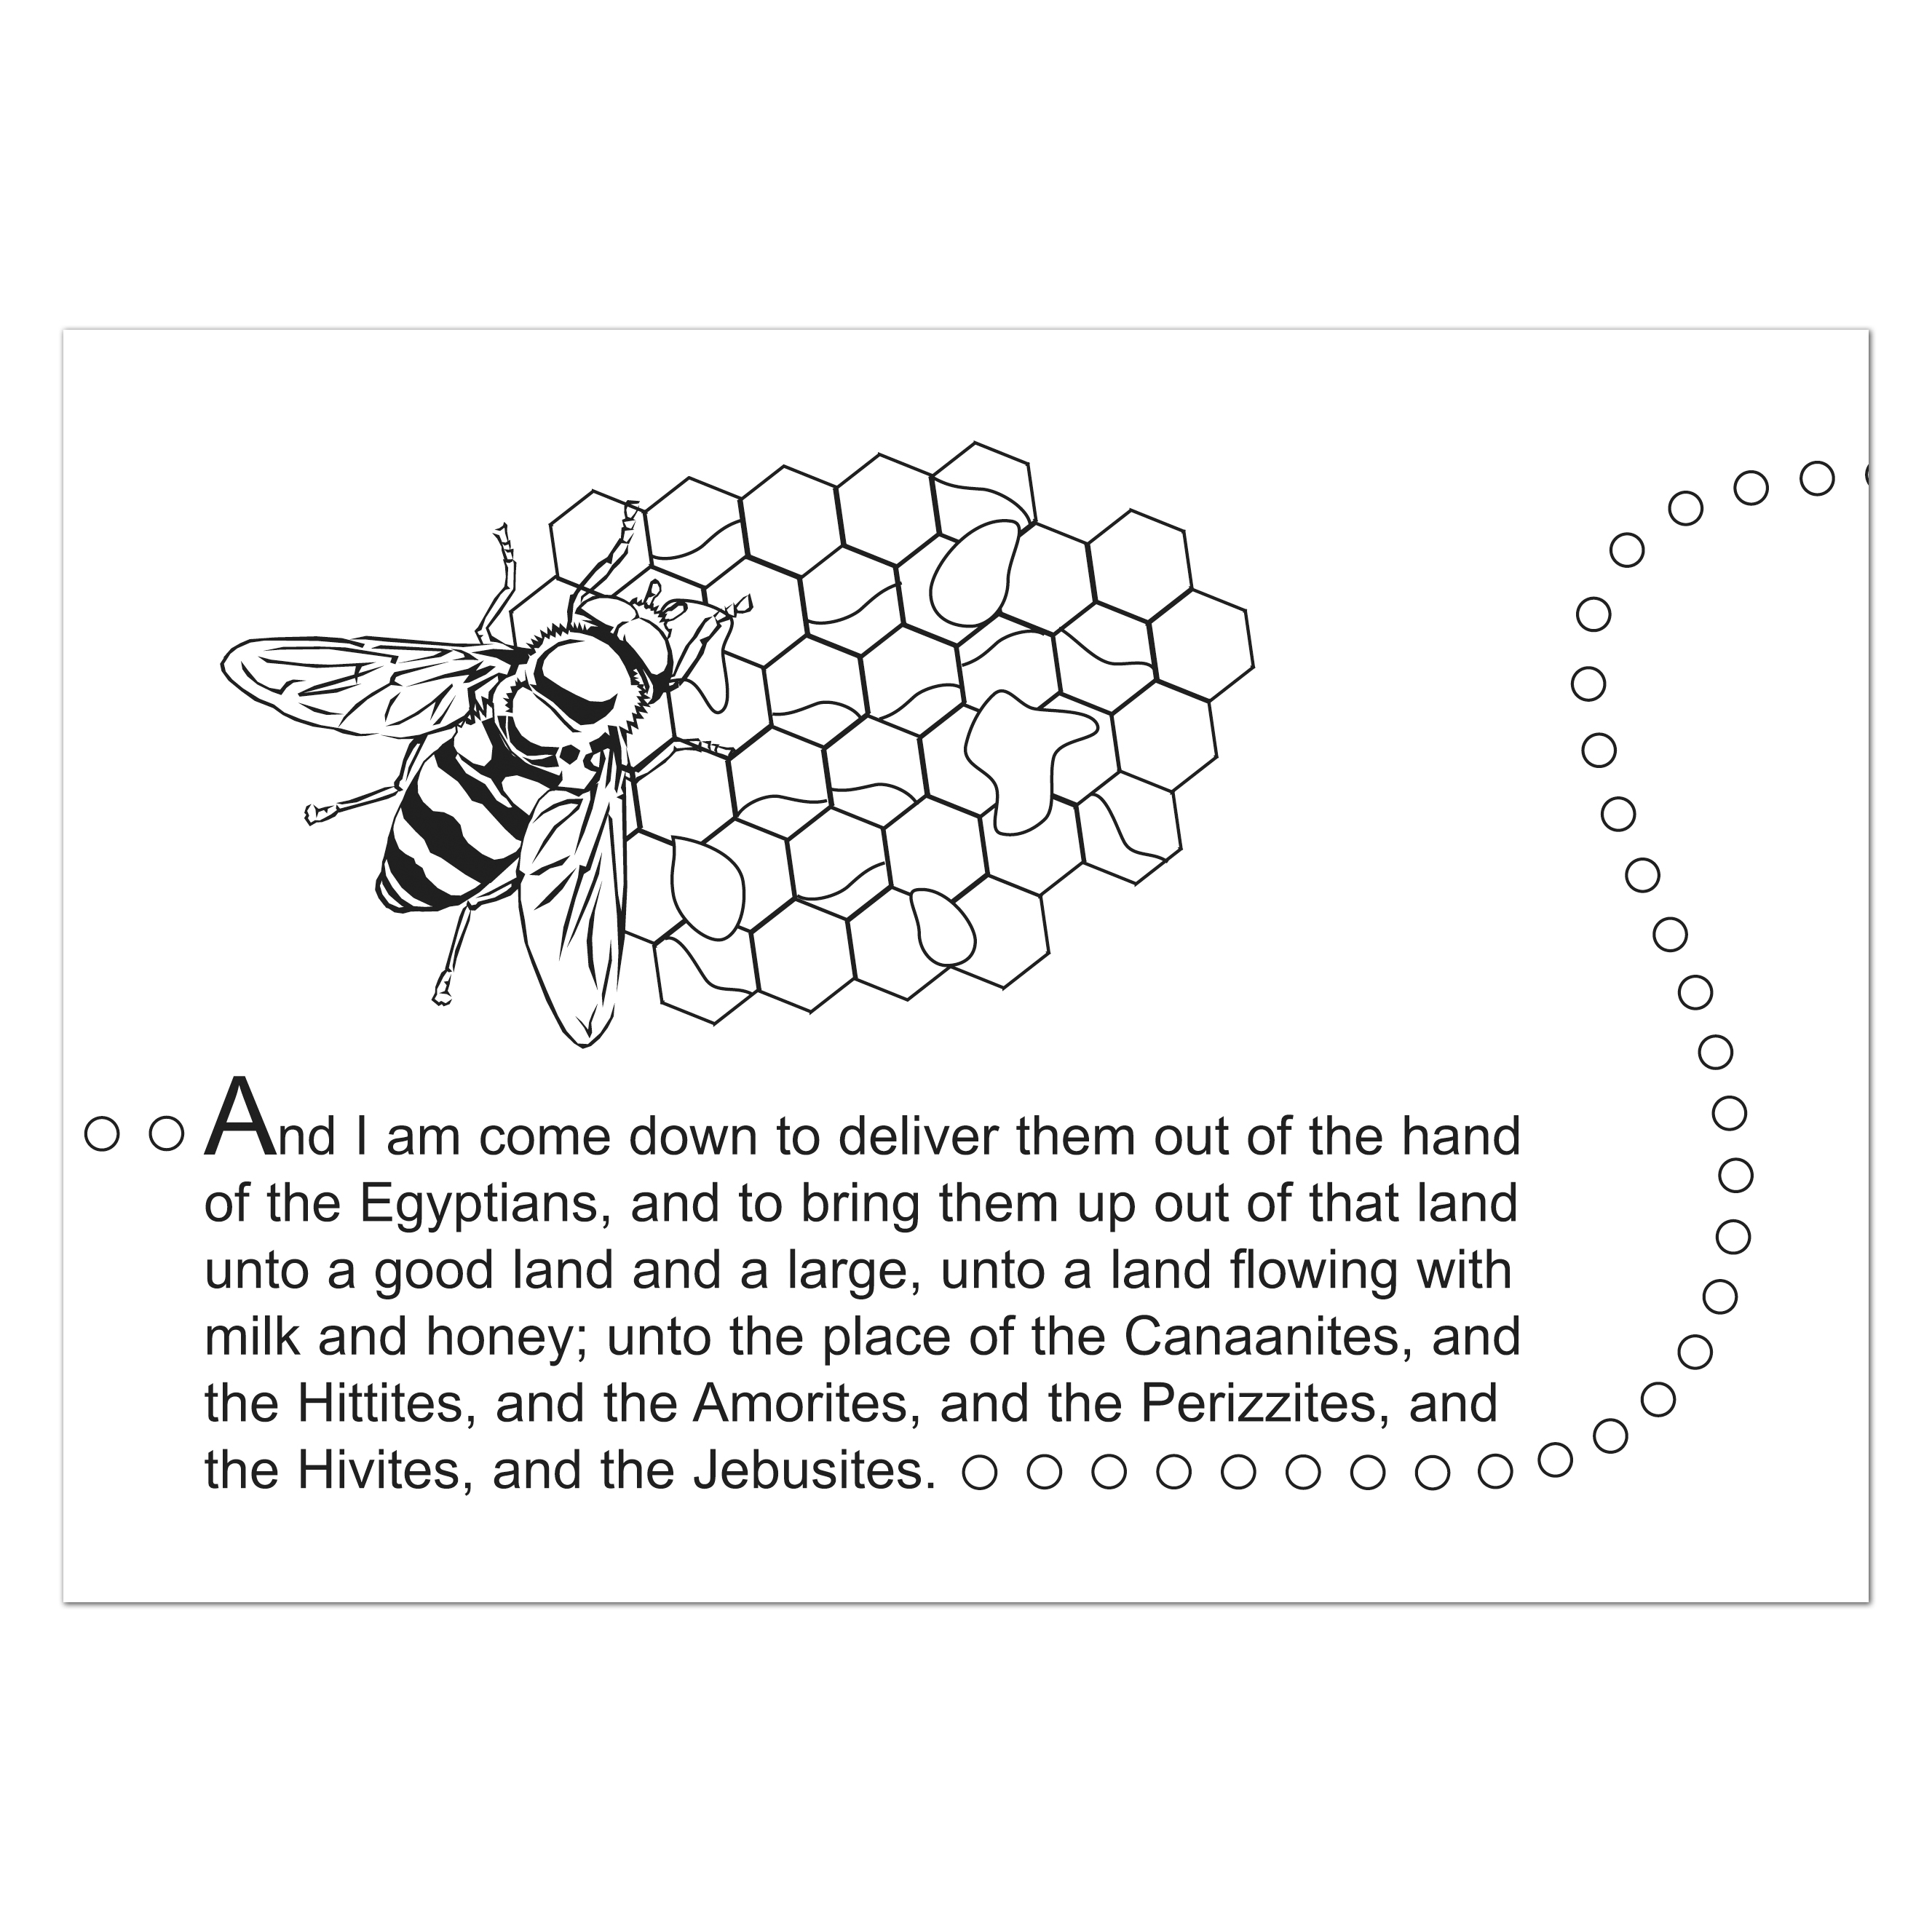 And I am come down to deliver them out of the hand
of the Egyptians, and to bring them up out of that land
unto a good land and a large, unto a land flowing with
milk and honey; unto the place of the Canaanites, and
the Hittites, and the Amorites, and the Perizzites, and
the Hivites, and the Jebusites.